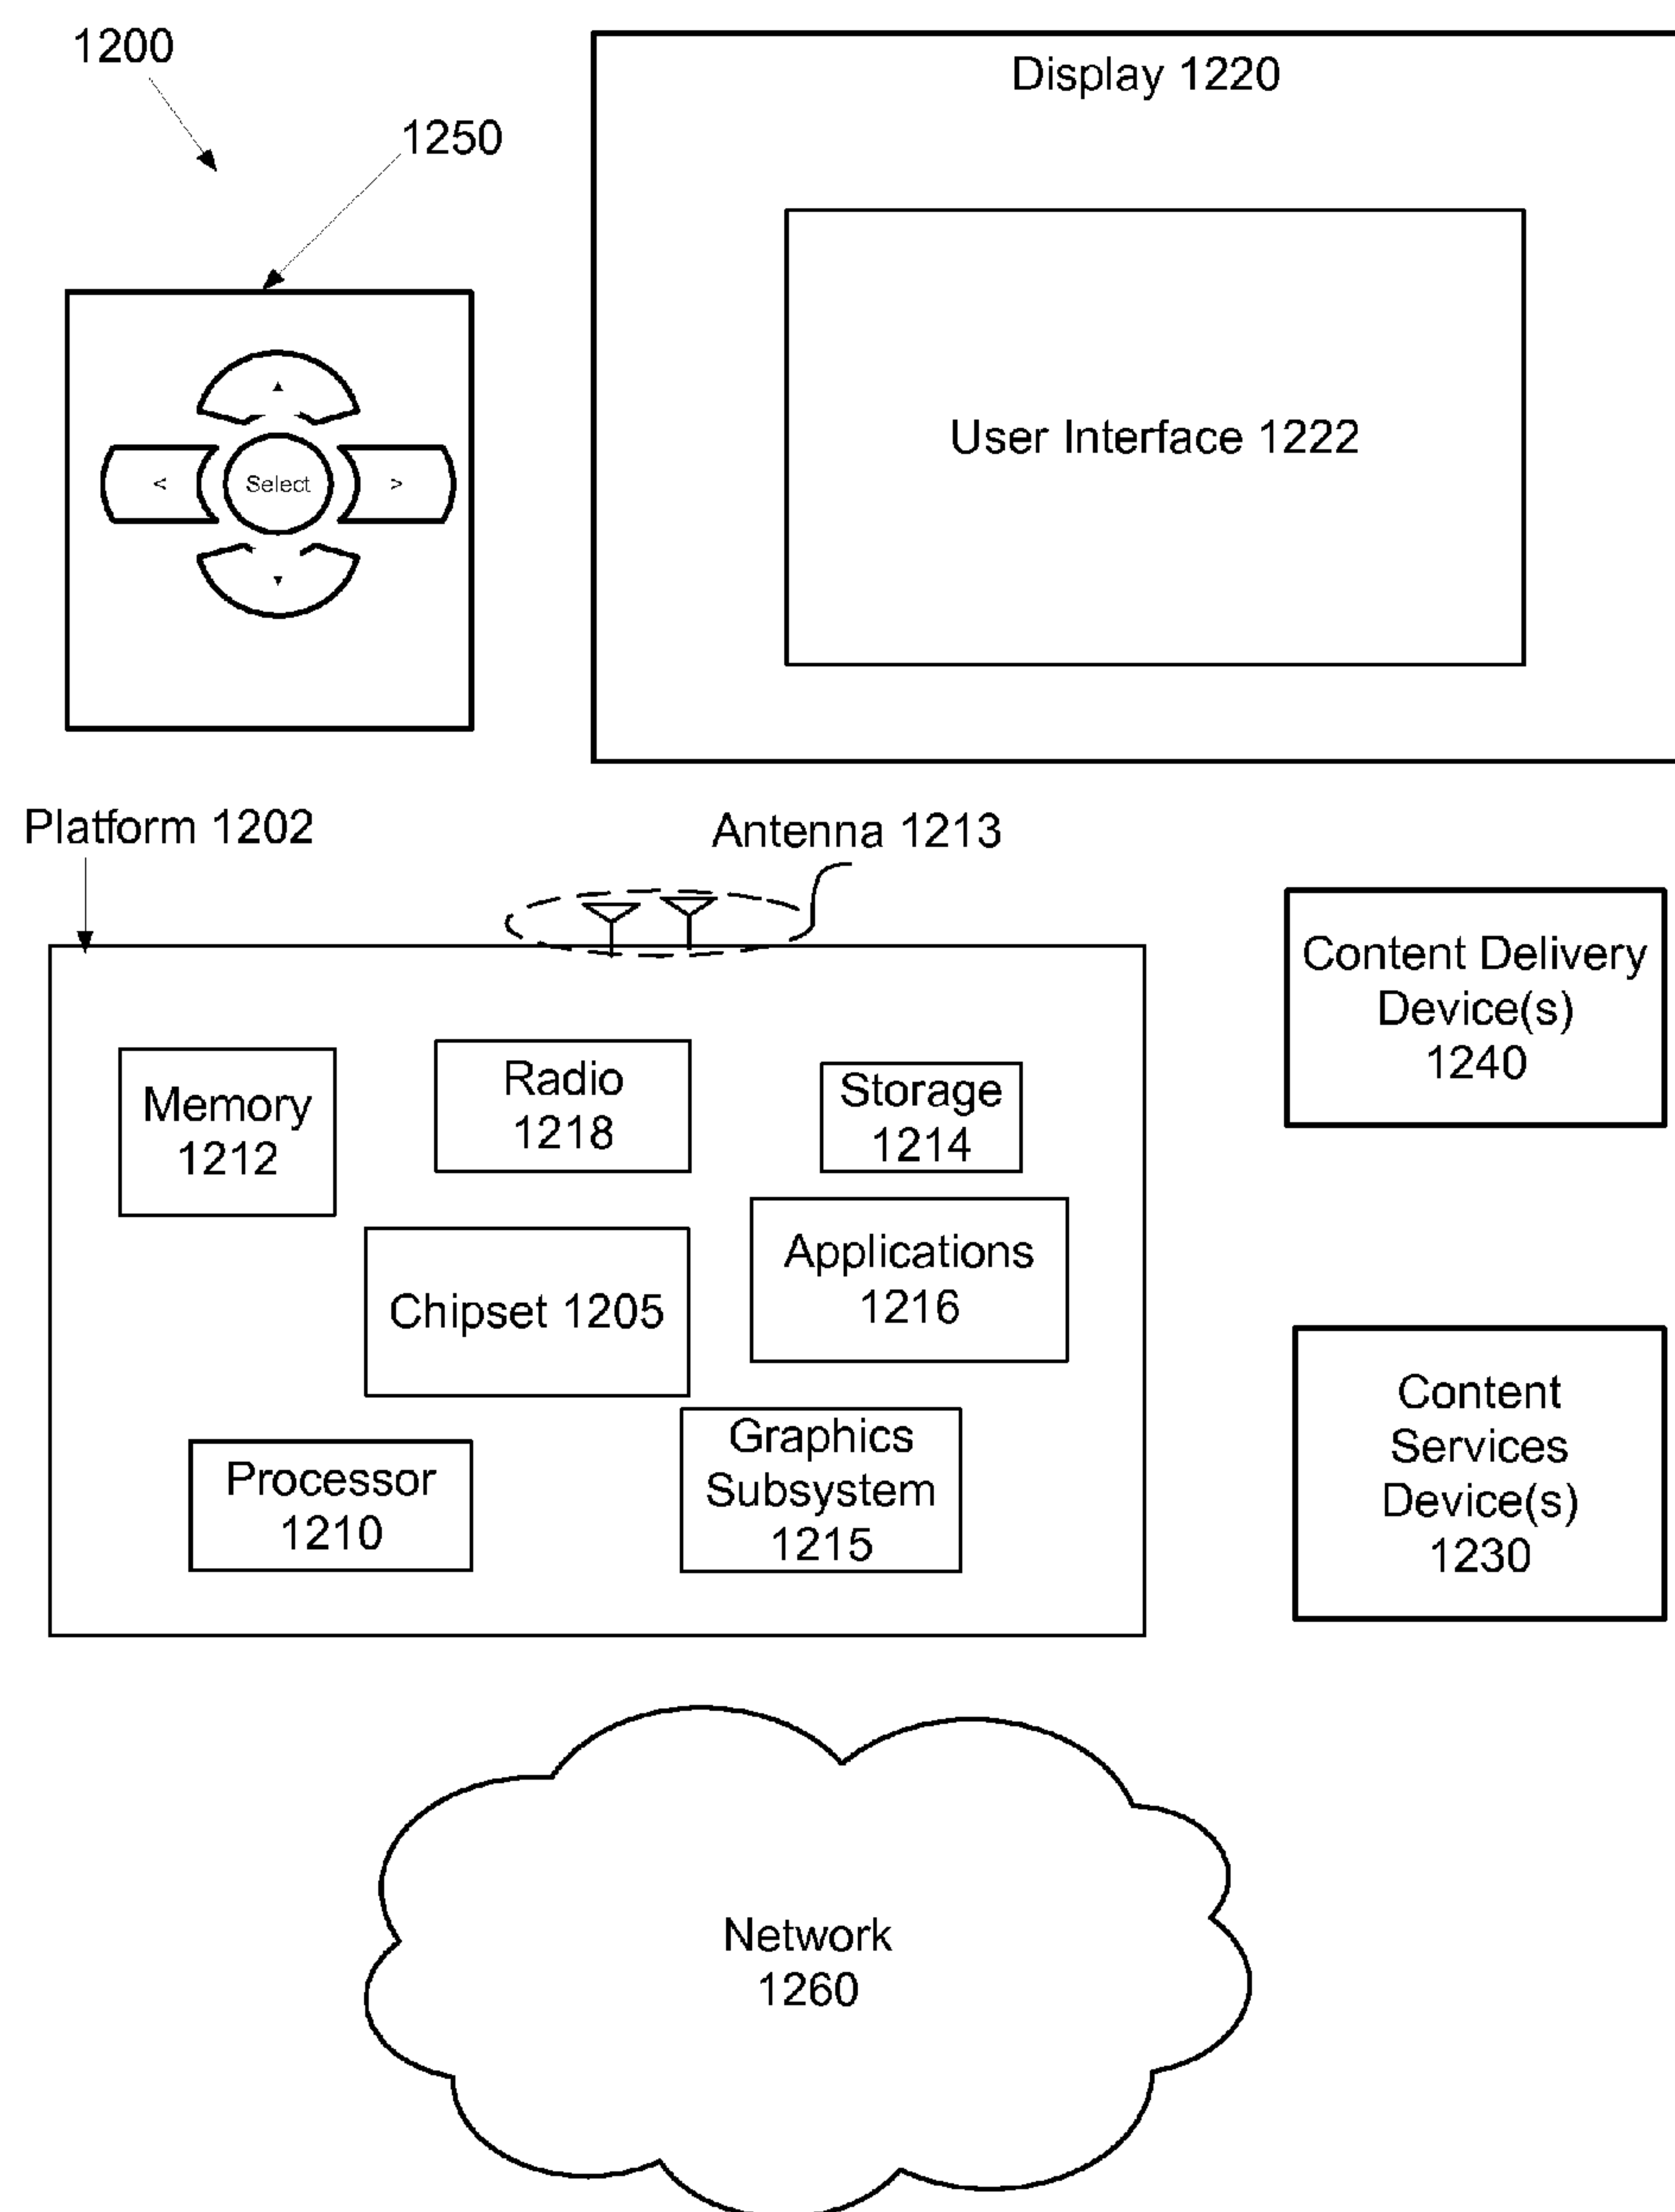 1200
1250
Display 1220
User Interface 1222
<
Select
>
Platform 1202
Antenna 1213
Memory
1212
Radio
1218
Storage
1214
Chipset 1205
Applications
1216
Processor
1210
Graphics
Subsystem
1215
Content Delivery
Device(s)
1240
Content
Services
Device(s)
1230
Network
1260